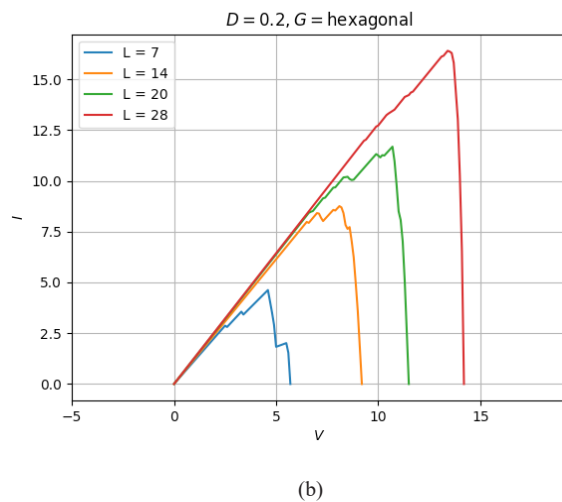 D = 0.2, G = hexagonal
L = 7
L = 14
L = 20
L = 28
I
15.0
12.5
10.0
7.5
5.0
2.5
0.0
−5 0 5 10 15
V
(b)